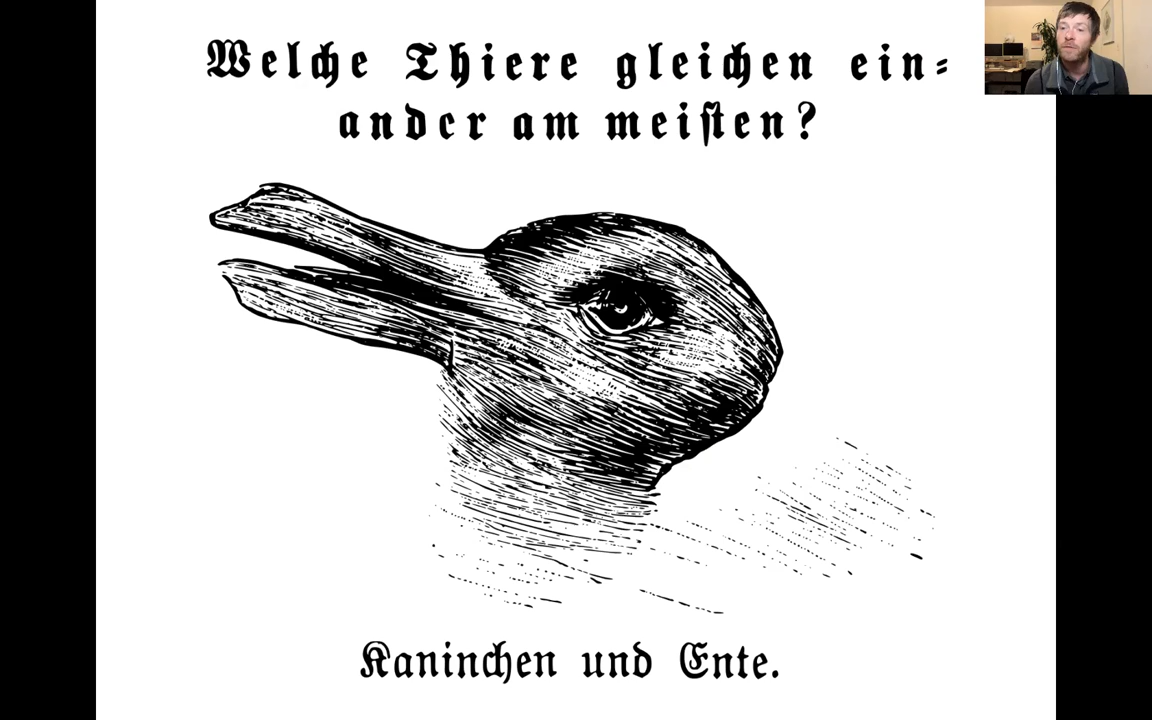 Welche Thiere gleichen ein⸗
ander am meiſten?
Kaninchen und Ente.